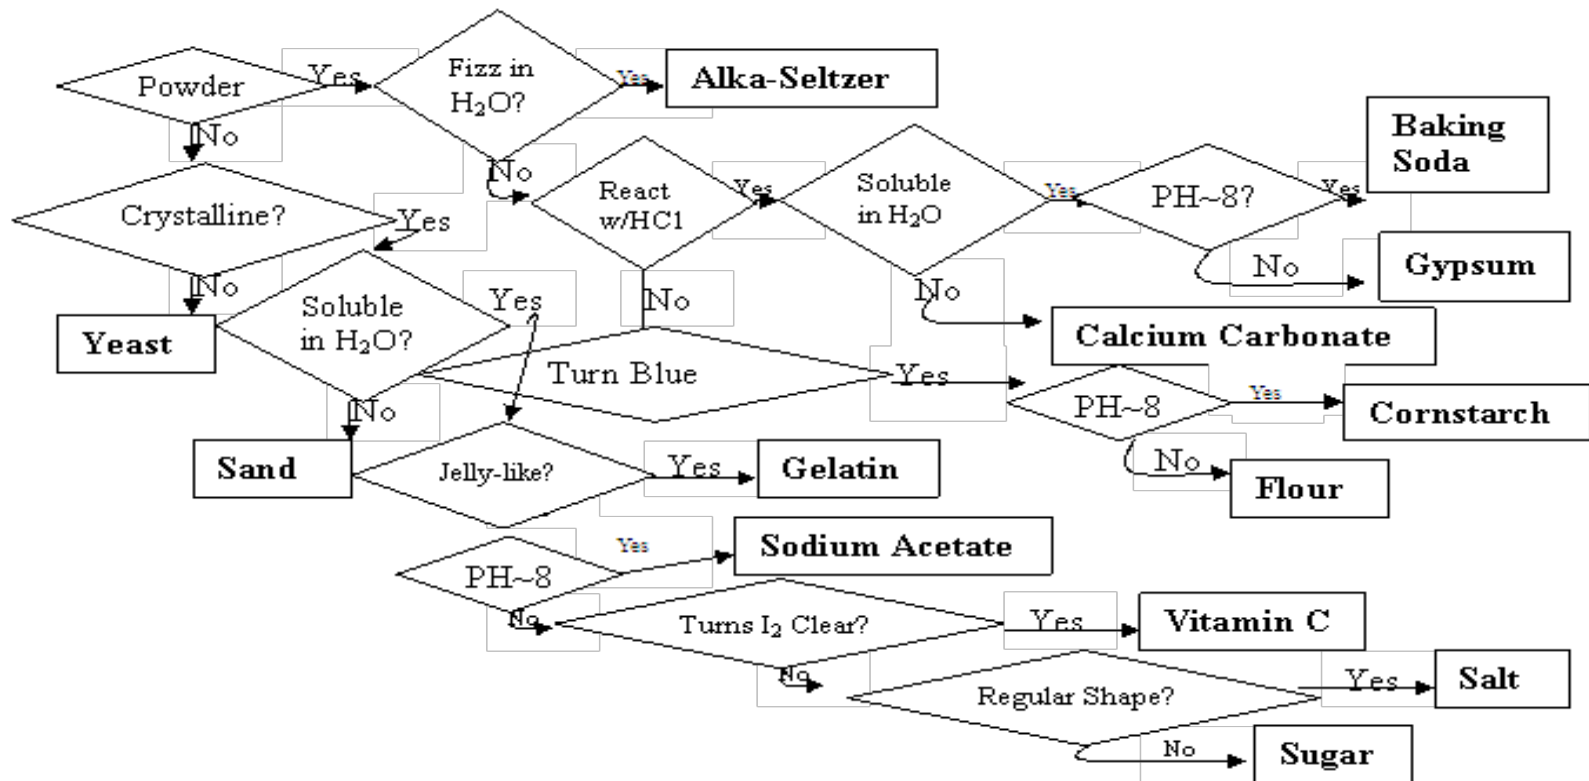 Powder
Yes
Fizz in
H₂O?
Yes
Alka-Seltzer
No
No
React
w/HC1
Yes
Soluble
in H₂O
Yes
PH~8?
Yes
Baking
Soda
Crystalline?
Yes
No
Gypsum
No
Yeast
Soluble
in H₂O?
Yes
No
No
Calcium Carbonate
Turn Blue
Yes
PH~8
Yes
Cornstarch
No
Sand
Jelly-like?
Yes
Gelatin
No
Flour
PH~8
Yes
Sodium Acetate
No
Turns I₂ Clear?
Yes
Vitamin C
No
Regular Shape?
Yes
Salt
No
Sugar